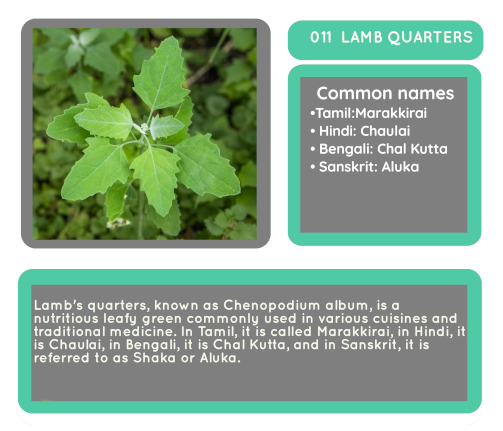 011 LAMB QUARTERS
Common names
•Tamil:Marakkirai
• Hindi: Chaulai
• Bengali: Chal Kutta
• Sanskrit: Aluka
Lamb's quarters, known as Chenopodium album, is a
nutritious leafy green commonly used in various cuisines and
traditional medicine. In Tamil, it is called Marakkirai, in Hindi, it
is Chaulai, in Bengali, it is Chal Kutta, and in Sanskrit, it is
referred to as Shaka or Aluka.